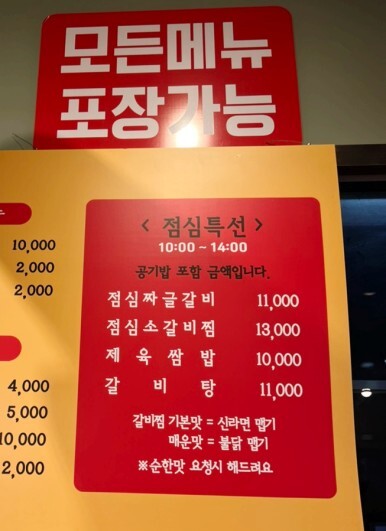 모든메뉴
포장가능
10,000
2,000
2,000
4,000
5,000
10,000
2,000
< 점심특선 >
10:00 ~ 14:00
공기밥 포함 금액입니다.
점심짜글갈비 11,000
점심소갈비찜 13,000
제육쌈밥 10,000
갈비탕 11,000
갈비찜 기본맛 = 신라면 맵기
매운맛 = 불닭 맵기
※순한맛 요청시 해드려요